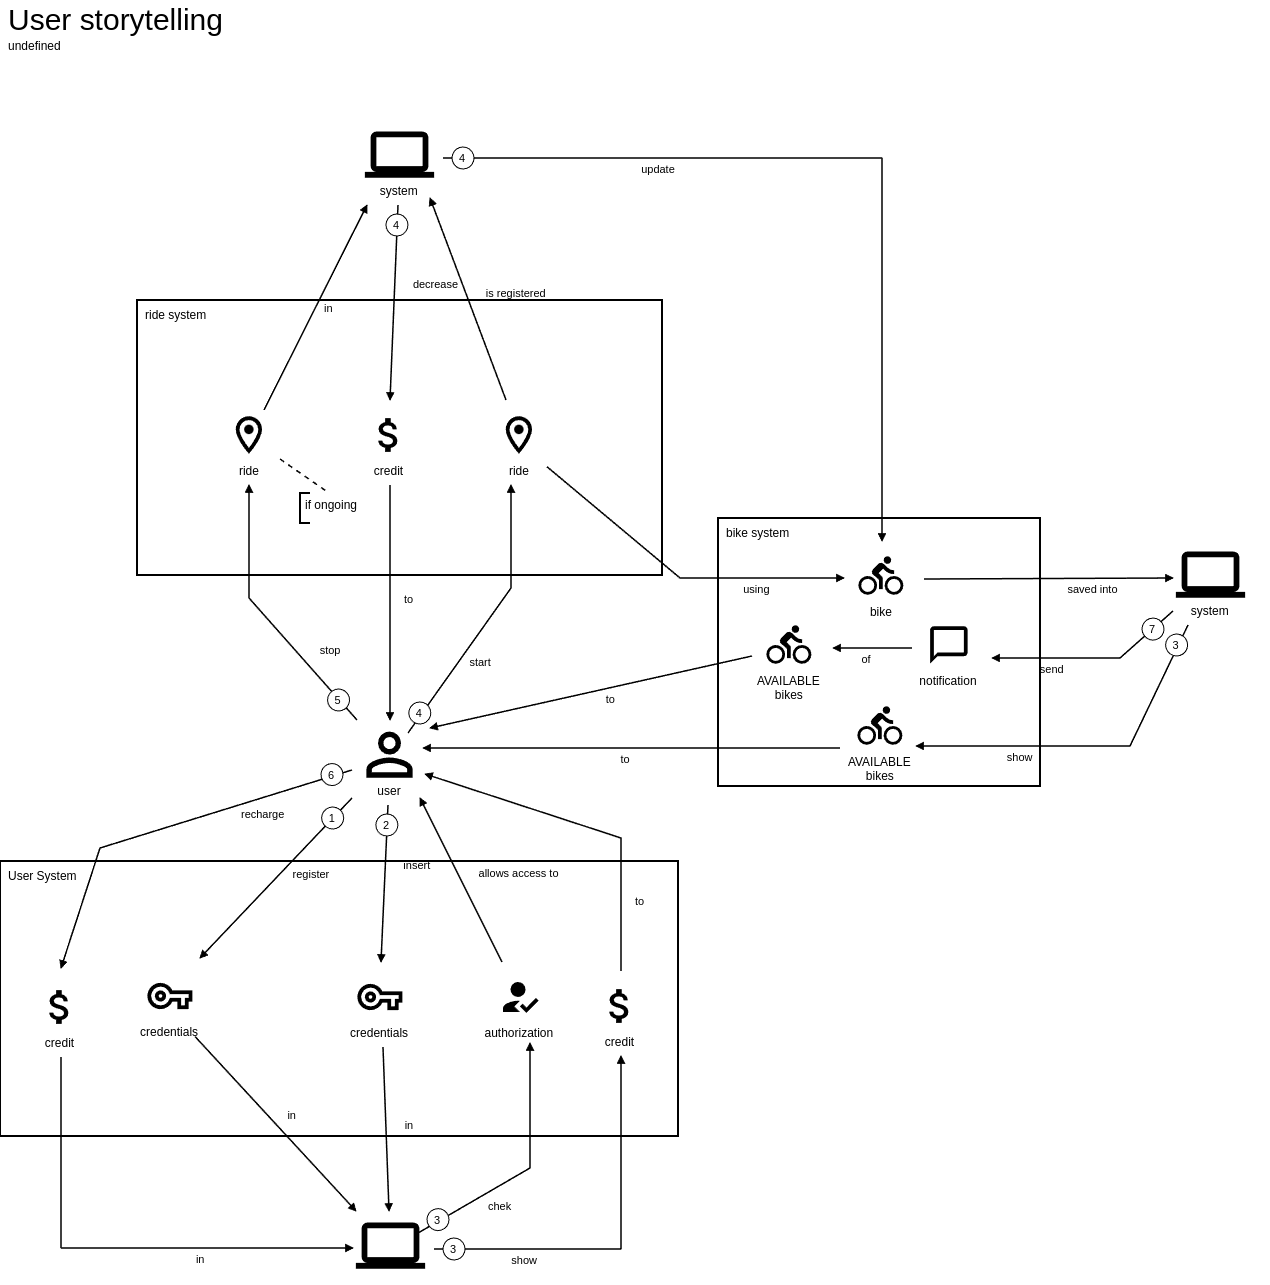 User storytelling
undefined
4
update
system
4
decrease
is registered
in
ride system
ride
credit
ride
if ongoing
bike system
using
bike
saved into
system
7
3
AVAILABLE
bikes
of
notification
send
to
stop
start
to
5
4
AVAILABLE
bikes
show
to
user
6
recharge
1
2
insert
register
allows access to
User System
to
credit
credentials
credentials
authorization
credit
in
in
chek
3
3
in
show